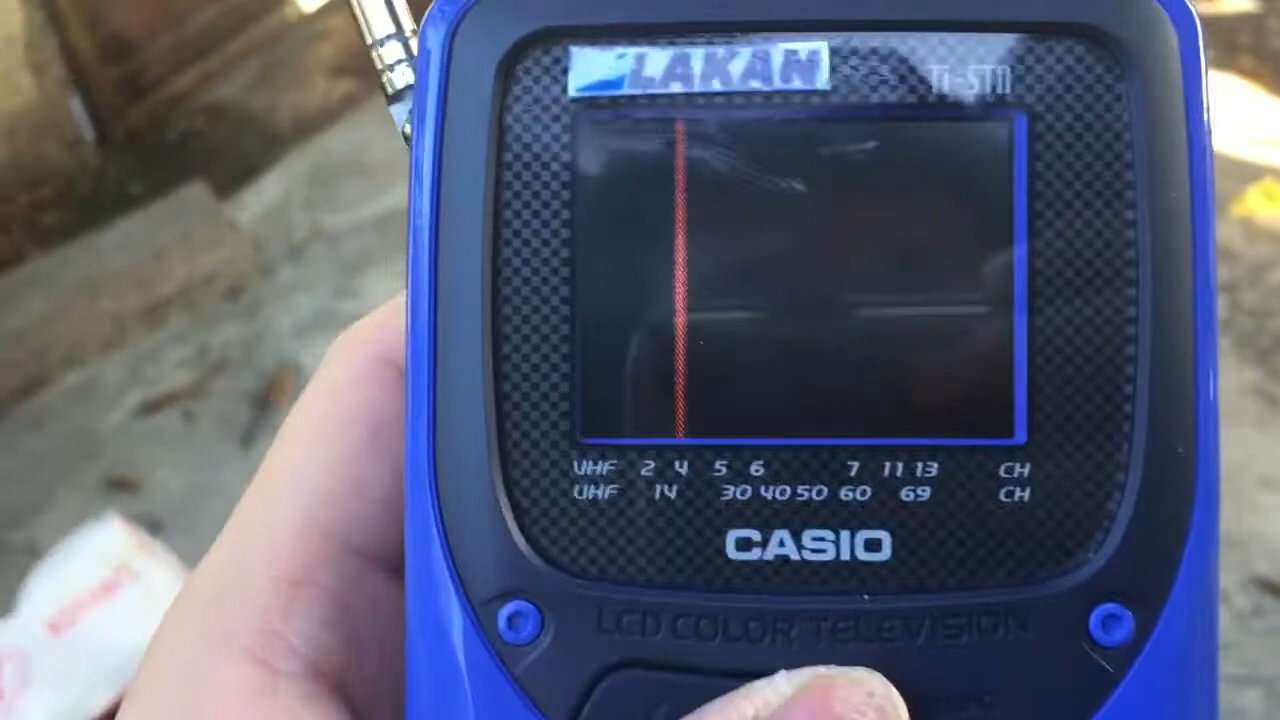 LAKAN
Ti-STN
VHF 2 4 5 6 7 11 13 CH
UHF 14 30 40 50 60 69 CH
CASIO
LCD COLOR TELEVISION